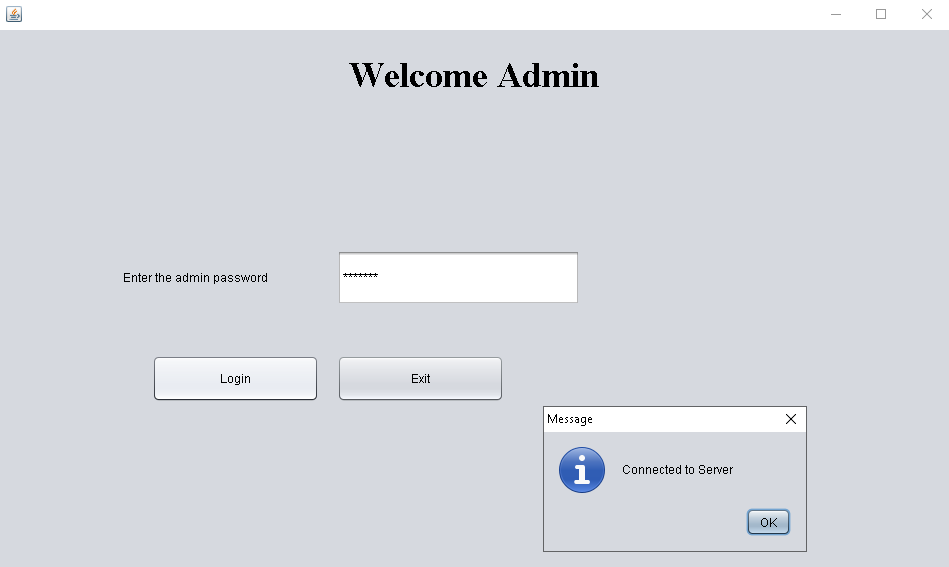 Welcome Admin
Enter the admin password
*******
Login
Exit
Message
Connected to Server
OK